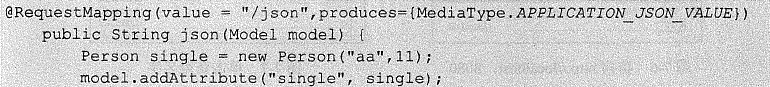 @RequestMapping(value = "/json",produces={MediaType.APPLICATION_JSON_VALUE})
public String json(Model model) {
Person single = new Person("aa",11);
model.addAttribute("single", single);